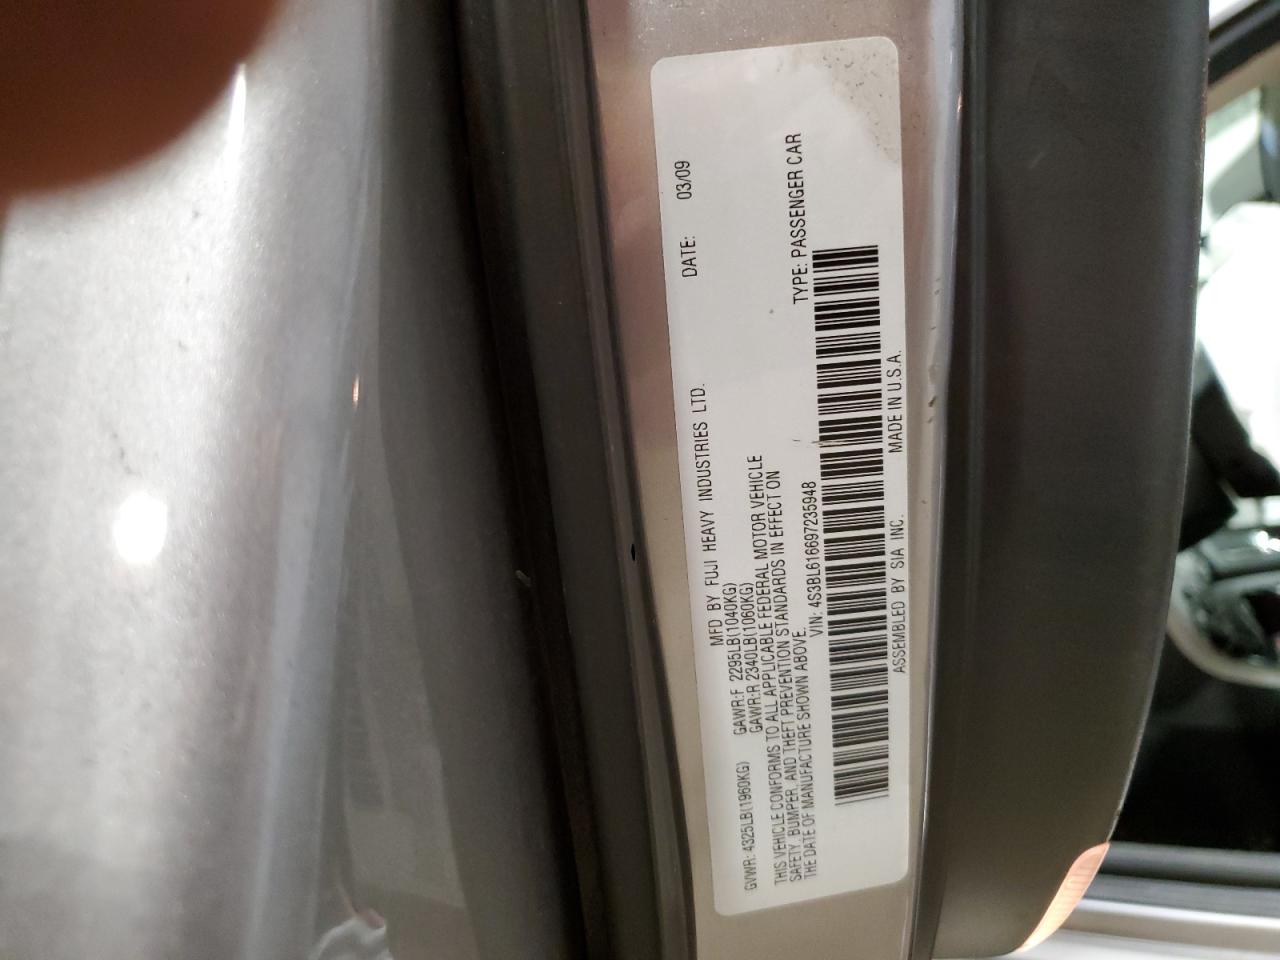 MFD BY FUJI HEAVY INDUSTRIES LTD. DATE: 03/09
GVWR: 4325LB(1960KG) GAWR:F 2295LB(1040KG)
GAWR:R 2340LB(1060KG)
THIS VEHICLE CONFORMS TO ALL APPLICABLE FEDERAL MOTOR VEHICLE
SAFETY, BUMPER, AND THEFT PREVENTION STANDARDS IN EFFECT ON
THE DATE OF MANUFACTURE SHOWN ABOVE.
VIN: 4S3BL616697235948 TYPE: PASSENGER CAR
ASSEMBLED BY SIA INC. MADE IN U.S.A.